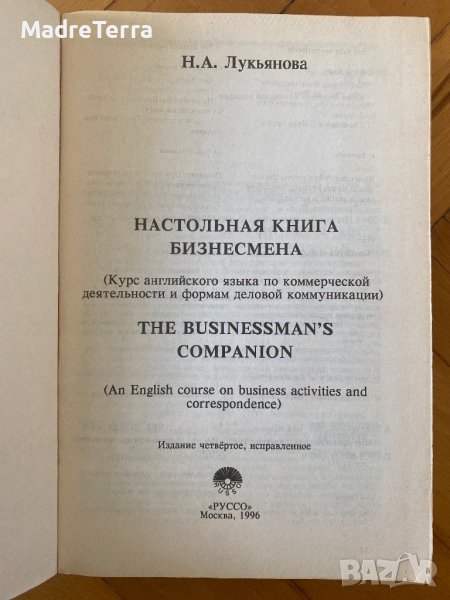 MadreTerra
Н.А. Лукьянова
НАСТОЛЬНАЯ КНИГА
БИЗНЕСМЕНА
(Курс английского языка по коммерческой
деятельности и формам деловой коммуникации)
THE BUSINESSMAN'S
COMPANION
(An English course on business activities and
correspondence)
Издание четвёртое, исправленное
«РУССО»
Москва, 1996
BAZAR